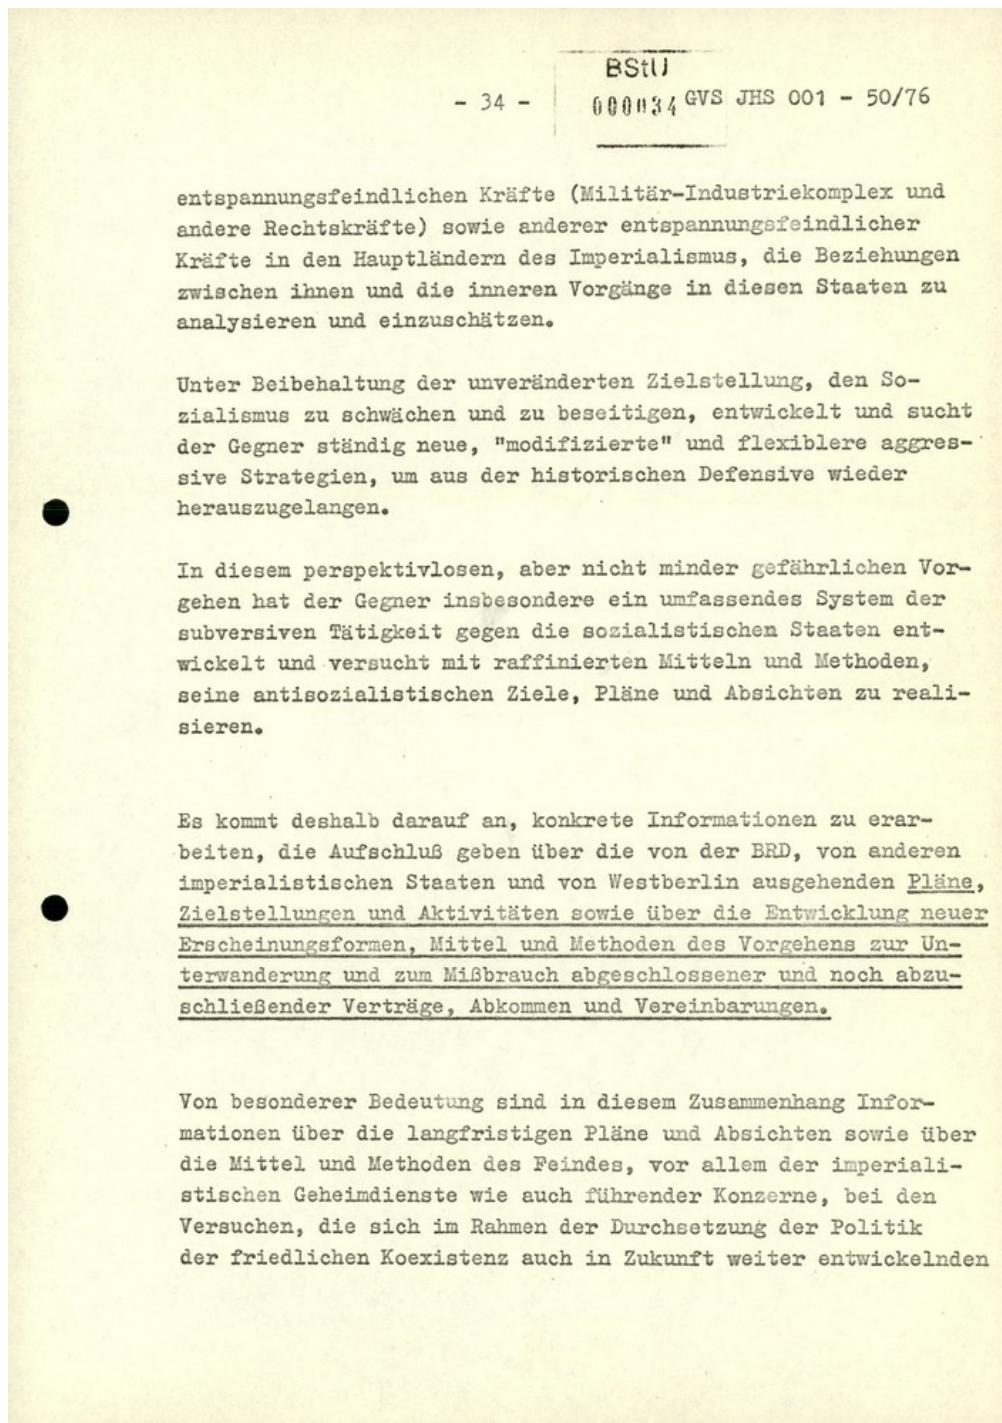 BStU
- 34 -
000034
GVS JHS 001 - 50/76
entspannungsfeindlichen Kräfte (Militär-Industriekomplex und
andere Rechtskräfte) sowie anderer entspannungsfeindlicher
Kräfte in den Hauptländern des Imperialismus, die Beziehungen
zwischen ihnen und die inneren Vorgänge in diesen Staaten zu
analysieren und einzuschätzen.
Unter Beibehaltung der unveränderten Zielstellung, den So-
zialismus zu schwächen und zu beseitigen, entwickelt und sucht
der Gegner ständig neue, "modifizierte" und flexiblere aggres-
sive Strategien, um aus der historischen Defensive wieder
herauszugelangen.
In diesem perspektivlosen, aber nicht minder gefährlichen Vor-
gehen hat der Gegner insbesondere ein umfassendes System der
subversiven Tätigkeit gegen die sozialistischen Staaten ent-
wickelt und versucht mit raffinierten Mitteln und Methoden,
seine antisozialistischen Ziele, Pläne und Absichten zu reali-
sieren.
Es kommt deshalb darauf an, konkrete Informationen zu erar-
beiten, die Aufschluß geben über die von der BRD, von anderen
imperialistischen Staaten und von Westberlin ausgehenden Pläne,
Zielstellungen und Aktivitäten sowie über die Entwicklung neuer
Erscheinungsformen, Mittel und Methoden des Vorgehens zur Un-
terwanderung und zum Mißbrauch abgeschlossener und noch abzu-
schließender Verträge, Abkommen und Vereinbarungen.
Von besonderer Bedeutung sind in diesem Zusammenhang Infor-
mationen über die langfristigen Pläne und Absichten sowie über
die Mittel und Methoden des Feindes, vor allem der imperiali-
stischen Geheimdienste wie auch führender Konzerne, bei den
Versuchen, die sich im Rahmen der Durchsetzung der Politik
der friedlichen Koexistenz auch in Zukunft weiter entwickelnden